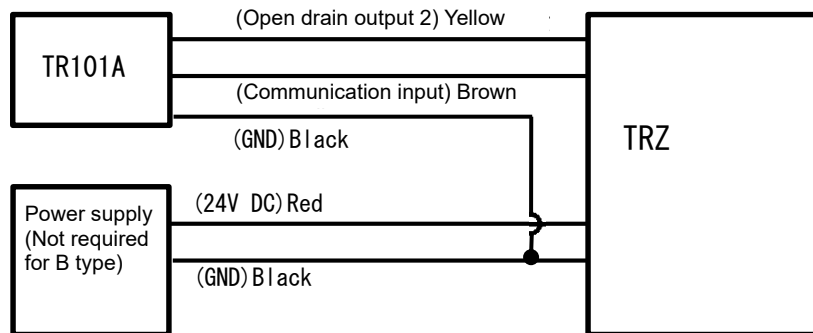 (Open drain output 2) Yellow
TR101A
(Communication input) Brown
(GND)Black
TRZ
(24V DC)Red
Power supply
(Not required
for B type)
(GND)Black